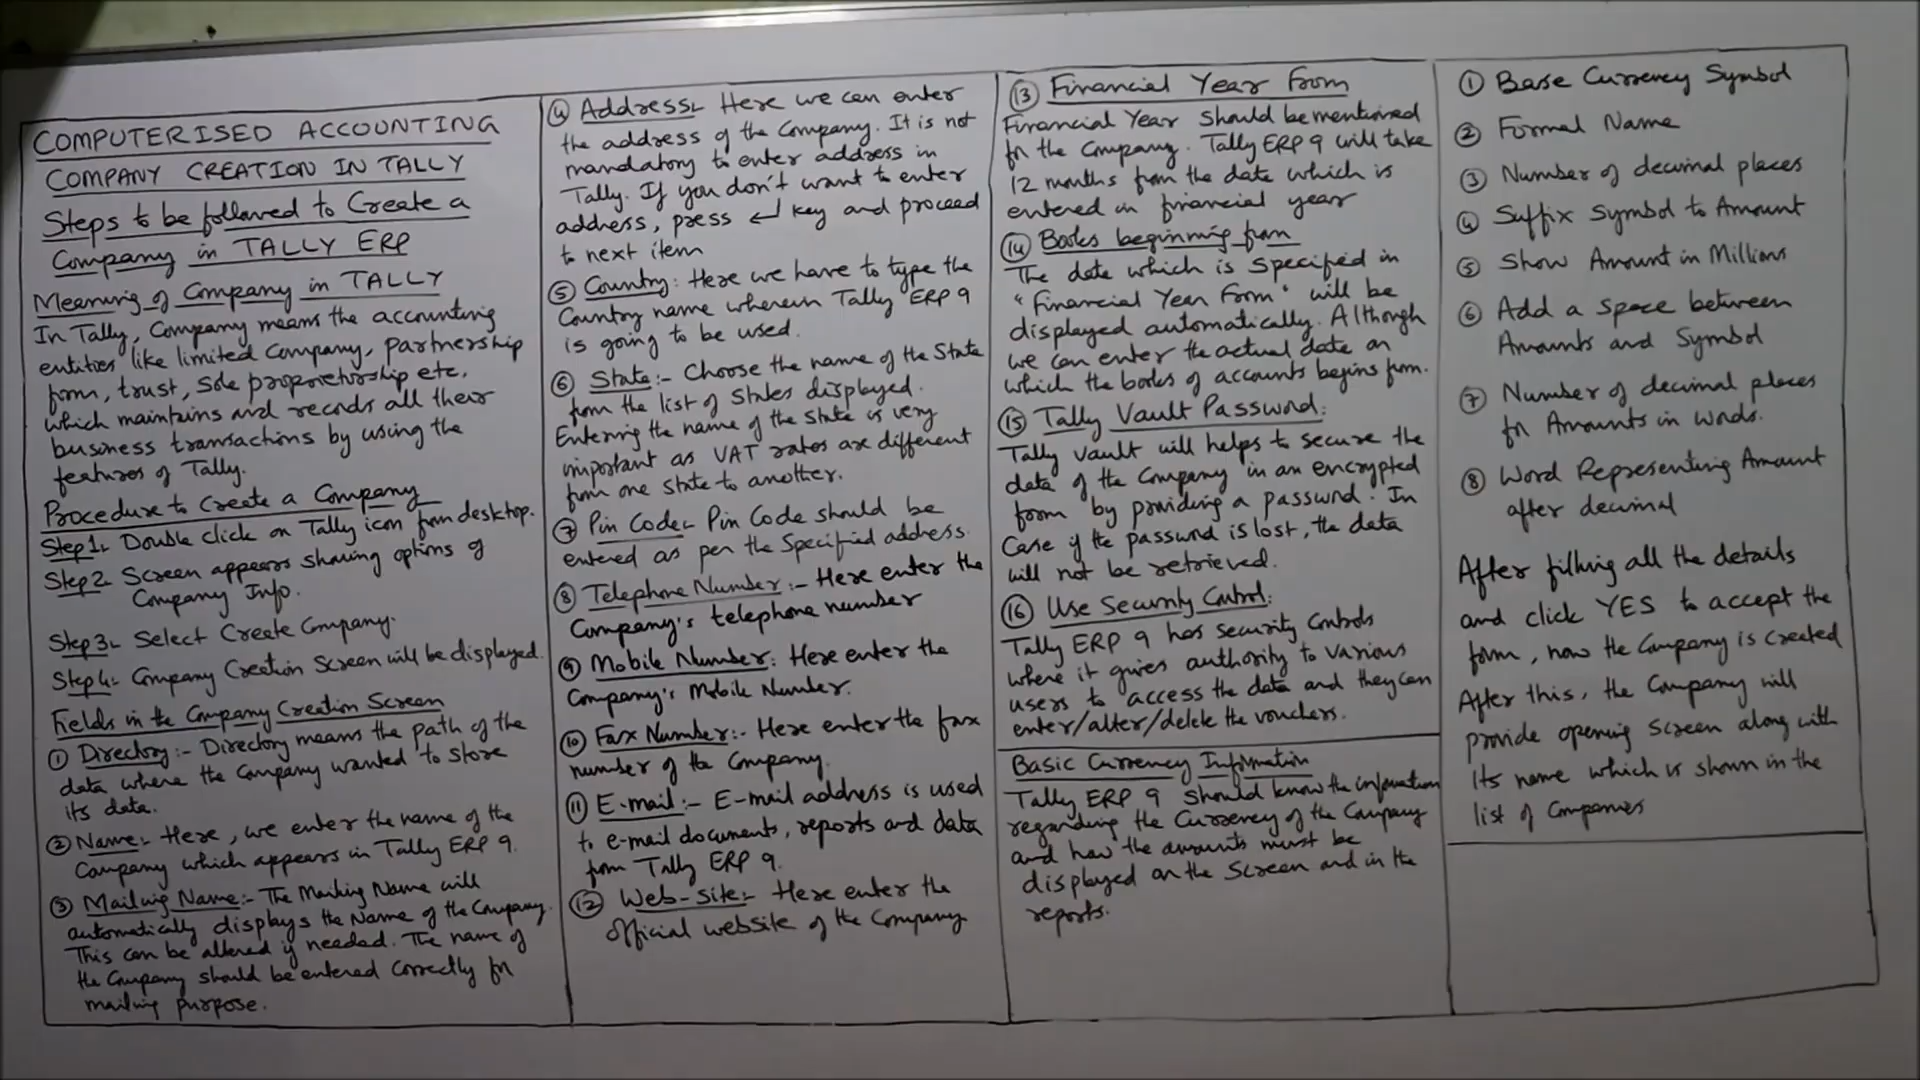 COMPUTERISED ACCOUNTING
COMPANY CREATION IN TALLY
Steps to be followed to Create a
Company in TALLY ERP
Meaning of Company in TALLY
In Tally, Company means the accounting
entities like limited Company, partnership
form, trust, sole proprietorship etc.
which maintains and records all their
business transactions by using the
features of Tally.
Procedure to Create a Company
Step 1:- Double click on Tally icon from desktop.
Step 2:- Screen appears showing options of
Company Info.
Step 3:- Select Create Company.
Step 4:- Company Creation Screen will be displayed.
Fields in the Company Creation Screen
① Directory:- Directory means the path of the
data where the Company wanted to store
its data.
② Name:- Here, we enter the name of the
Company which appears in Tally ERP 9.
③ Mailing Name:- The Mailing Name will
automatically displays the Name of the Company.
This can be altered if needed. The name of
the Company should be entered correctly for
mailing purpose.
④ Address:- Here we can enter
the address of the Company. It is not
mandatory to enter address in
Tally. If you don't want to enter
address, press ↵ key and proceed
to next item
⑤ Country: Here we have to type the
Country name wherein Tally ERP 9
is going to be used.
⑥ State:- Choose the name of the State
from the list of States displayed.
Entering the name of the State is very
important as VAT rates are different
from one state to another.
⑦ Pin Code:- Pin Code should be
entered as per the Specified address.
⑧ Telephone Number:- Here enter the
Company's telephone number
⑨ Mobile Number: Here enter the
Company's Mobile Number.
⑩ Fax Number:- Here enter the fax
number of the Company.
⑪ E-mail:- E-mail address is used
to e-mail documents, reports and data
from Tally ERP 9.
⑫ Web-site:- Here enter the
official website of the Company
⑬ Financial Year From
Financial Year should be mentioned
for the Company. Tally ERP 9 will take
12 months from the date which is
entered in financial year
⑭ Books beginning from
The date which is specified in
"Financial Year From" will be
displayed automatically. Although
we can enter the actual date on
which the books of accounts begins from.
⑮ Tally Vault Password:
Tally Vault will helps to secure the
data of the Company in an encrypted
form by providing a password. In
Case if the password is lost, the data
will not be retrieved.
⑯ Use Security Control:
Tally ERP 9 has security Controls
where it gives authority to various
users to access the data and they can
enter/alter/delete the vouchers.
Basic Currency Information
Tally ERP 9 should know the information
regarding the Currency of the Company
and how the amounts must be
displayed on the Screen and in the
reports.
① Base Currency Symbol
② Formal Name
③ Number of decimal places
④ Suffix Symbol to Amount
⑤ Show Amount in Millions
⑥ Add a space between
Amounts and Symbol
⑦ Number of decimal places
for Amounts in words.
⑧ Word Representing Amount
after decimal
After filling all the details
and click YES to accept the
form, now the Company is created
After this, the Company will
provide opening Screen along with
its name which is shown in the
list of Companies